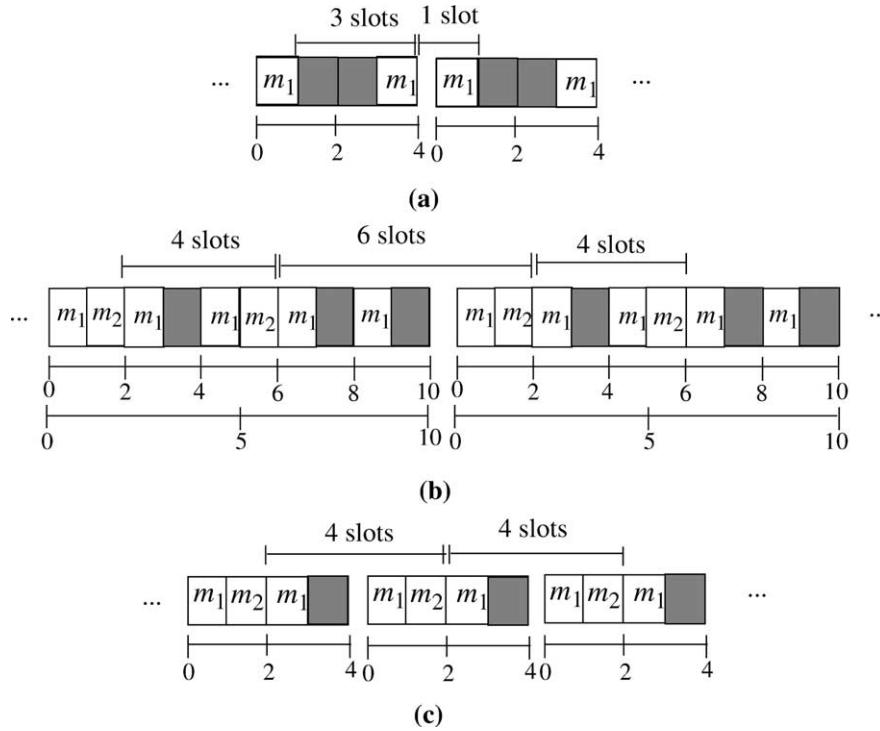 3 slots 1 slot
... m1 m1 m1 m1 ...
0 2 4 0 2 4
(a)
4 slots 6 slots 4 slots
... m1 m2 m1 m1 m2 m1 m1 m1 m2 m1 m1 m2 m1 m1 ..
0 2 4 6 8 10 0 2 4 6 8 10
0 5 10 0 5 10
(b)
4 slots 4 slots
... m1 m2 m1 m1 m2 m1 m1 m2 m1 ...
0 2 4 0 2 4 0 2 4
(c)